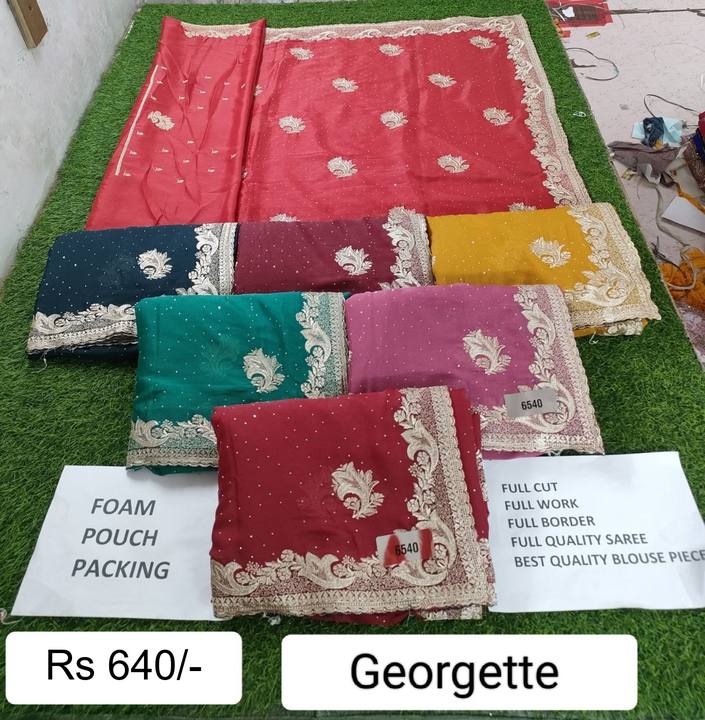 6540
6540
FOAM
POUCH
PACKING
FULL CUT
FULL WORK
FULL BORDER
FULL QUALITY SAREE
BEST QUALITY BLOUSE PIECE
Rs 640/-
Georgette